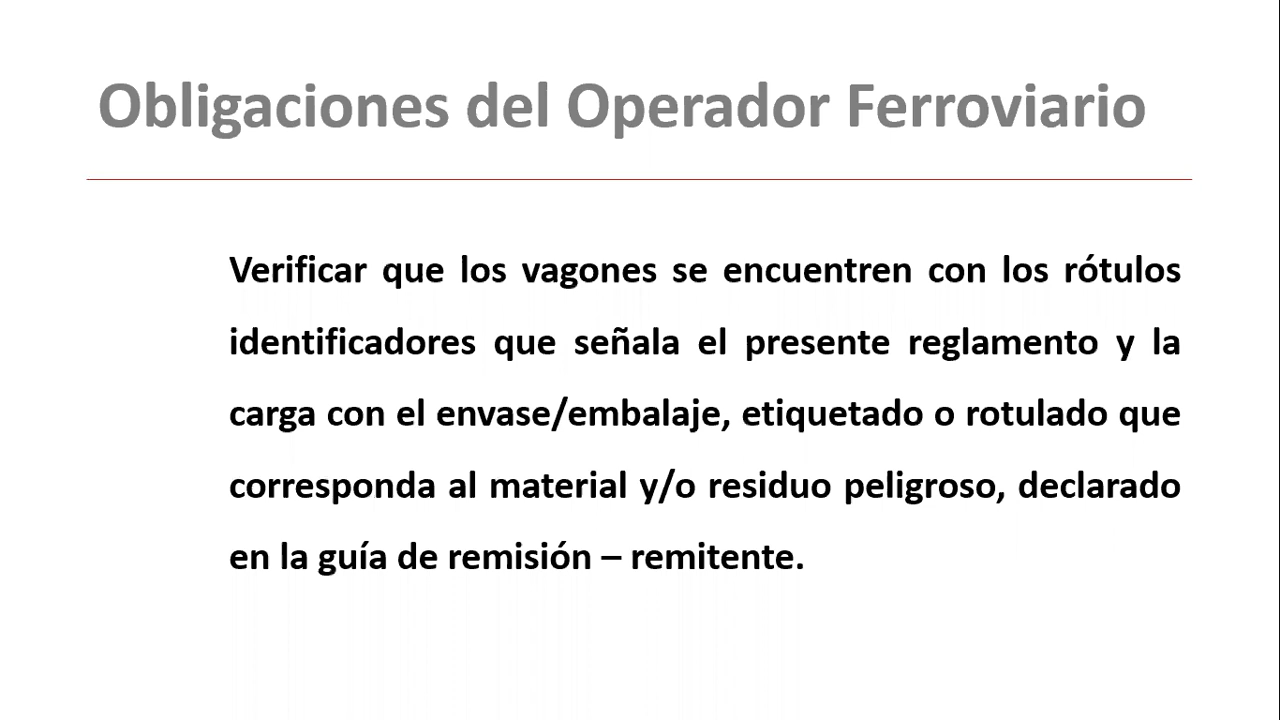 Obligaciones del Operador Ferroviario
Verificar que los vagones se encuentren con los rótulos
identificadores que señala el presente reglamento y la
carga con el envase/embalaje, etiquetado o rotulado que
corresponda al material y/o residuo peligroso, declarado
en la guía de remisión – remitente.